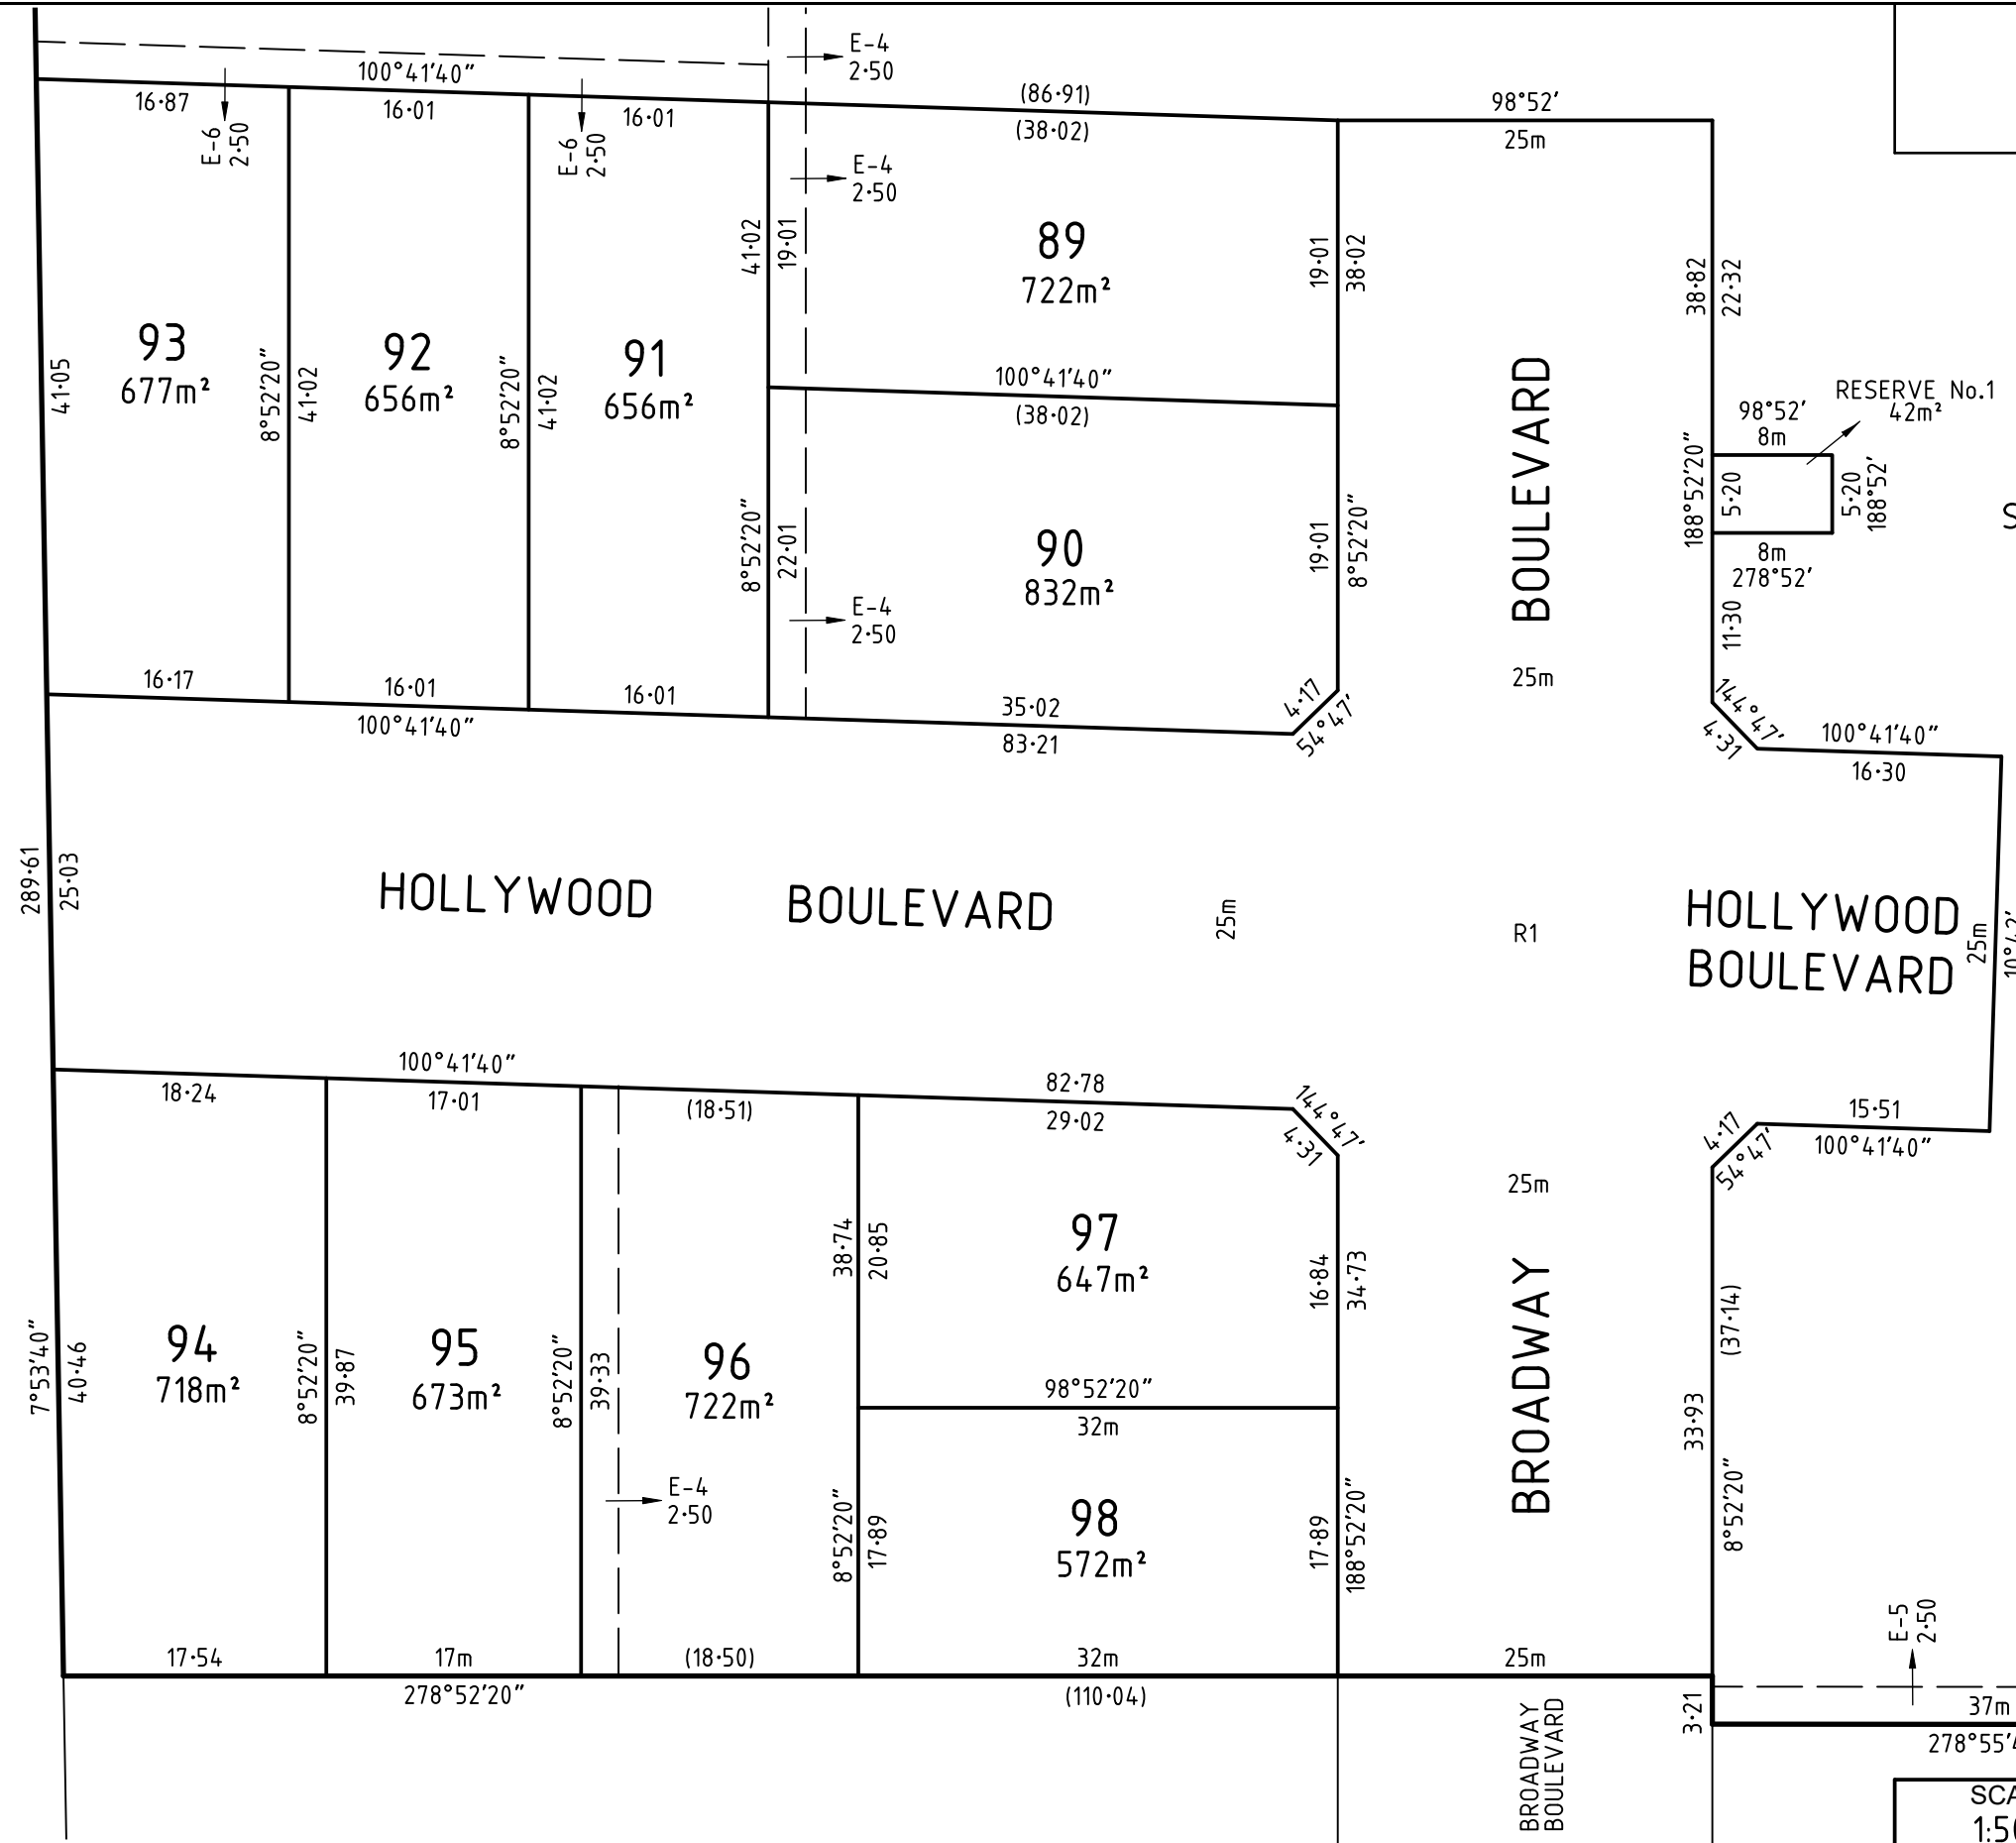 E-4
2·50
100°41'40"
16·87
16·01
16·01
(86·91)
(38·02)
98°52'
25m
E-6
2·50
E-6
2·50
E-4
2·50
41·02
19·01
89
722m²
19·01
38·02
38·82
22·32
93
677m²
92
656m²
91
656m²
41·05
8°52'20"
41·02
8°52'20"
41·02
100°41'40"
(38·02)
BOULEVARD
RESERVE No.1
42m²
98°52'
8m
188°52'20"
5·20
5·20
188°52'
S
8m
278°52'
8°52'20"
22·01
90
832m²
19·01
8°52'20"
E-4
2·50
11·30
16·17
16·01
16·01
35·02
4·17
54°47'
25m
144°47'
4·31
100°41'40"
83·21
100°41'40"
16·30
289·61
25·03
HOLLYWOOD BOULEVARD
25m
R1
HOLLYWOOD
BOULEVARD
25m
10°42'
100°41'40"
18·24
17·01
(18·51)
82·78
29·02
144°47'
4·31
15·51
100°41'40"
4·17
54°47'
25m
38·74
20·85
97
647m²
16·84
34·73
BROADWAY
(37·14)
7°53'40"
40·46
94
718m²
8°52'20"
39·87
95
673m²
8°52'20"
39·33
96
722m²
98°52'20"
32m
33·93
8°52'20"
E-4
2·50
8°52'20"
17·89
98
572m²
17·89
188°52'20"
E-5
2·50
17·54
17m
(18·50)
32m
25m
278°52'20"
(110·04)
BROADWAY
BOULEVARD
3·21
37m
278°55'
SCA
1:5